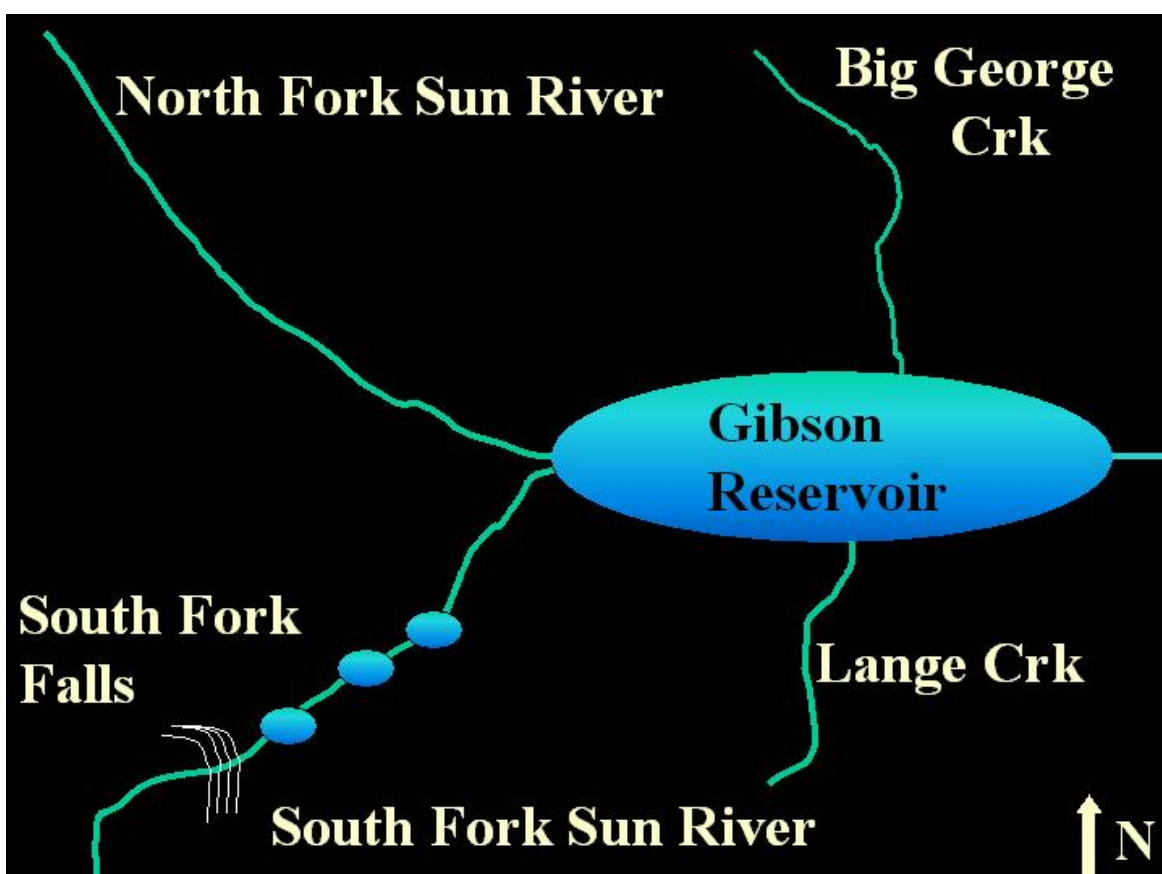 North Fork Sun River
Big George
Crk
Gibson
Reservoir
South Fork
Falls
Lange Crk
South Fork Sun River
N